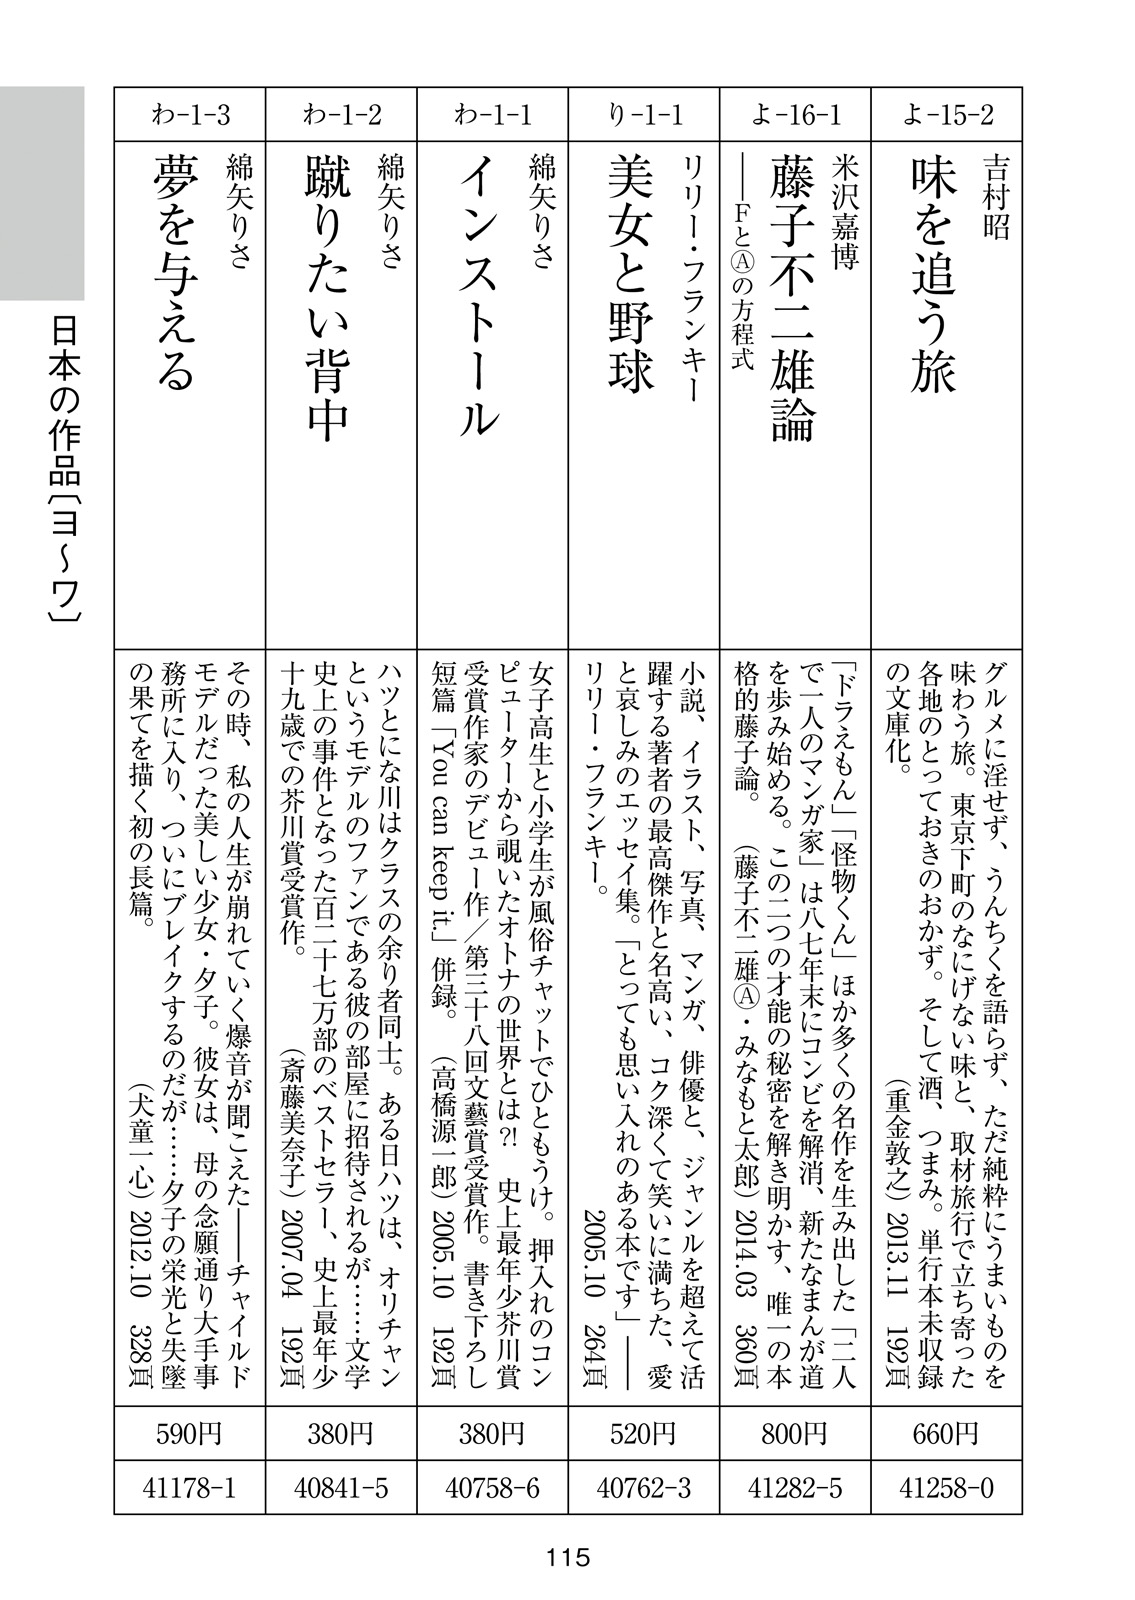 日本の作品〔ヨ〜ワ〕
よ-15-2
吉村昭
味を追う旅
グルメに淫せず、うんちくを語らず、ただ純粋にうまいものを
味わう旅。東京下町のなにげない味と、取材旅行で立ち寄った
各地のとっておきのおかず。そして酒、つまみ。単行本未収録
の文庫化。（重金敦之）2013.11　192頁
660円
41258-0
よ-16-1
米沢嘉博
藤子不二雄論
――FとⒶの方程式
「ドラえもん」「怪物くん」ほか多くの名作を生み出した「二人
で一人のマンガ家」は八七年末にコンビを解消、新たなまんが道
を歩み始める。この二つの才能の秘密を解き明かす、唯一の本
格的藤子論。（藤子不二雄Ⓐ・みなもと太郎）2014.03　360頁
800円
41282-5
り-1-1
リリー・フランキー
美女と野球
小説、イラスト、写真、マンガ、俳優と、ジャンルを超えて活
躍する著者の最高傑作と名高い、コク深くて笑いに満ちた、愛
と哀しみのエッセイ集。「とっても思い入れのある本です」――
リリー・フランキー。　2005.10　264頁
520円
40762-3
わ-1-1
綿矢りさ
インストール
女子高生と小学生が風俗チャットでひともうけ。押入れのコン
ピューターから覗いたオトナの世界とは?!　史上最年少芥川賞
受賞作家のデビュー作／第三十八回文藝賞受賞作。書き下ろし
短篇「You can keep it.」併録。（高橋源一郎）2005.10　192頁
380円
40758-6
わ-1-2
綿矢りさ
蹴りたい背中
ハツとにな川はクラスの余り者同士。ある日ハツは、オリチャン
というモデルのファンである彼の部屋に招待されるが……文学
史上の事件となった百二十七万部のベストセラー、史上最年少
十九歳での芥川賞受賞作。（斎藤美奈子）2007.04　192頁
380円
40841-5
わ-1-3
綿矢りさ
夢を与える
その時、私の人生が崩れていく爆音が聞こえた――チャイルド
モデルだった美しい少女・夕子。彼女は、母の念願通り大手事
務所に入り、ついにブレイクするのだが……夕子の栄光と失墜
の果てを描く初の長篇。（犬童一心）2012.10　328頁
590円
41178-1
115